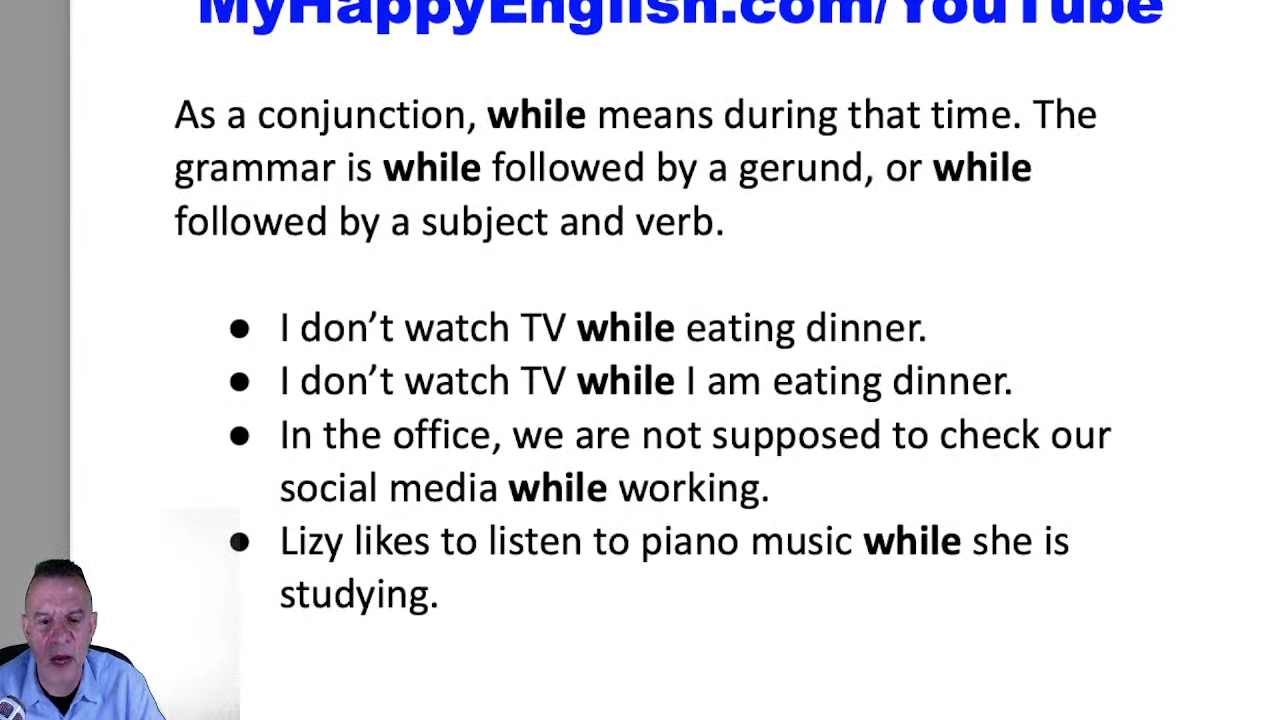 MyHappyEnglish.com/YouTube
As a conjunction, while means during that time. The
grammar is while followed by a gerund, or while
followed by a subject and verb.
● I don’t watch TV while eating dinner.
● I don’t watch TV while I am eating dinner.
● In the office, we are not supposed to check our
social media while working.
● Lizy likes to listen to piano music while she is
studying.